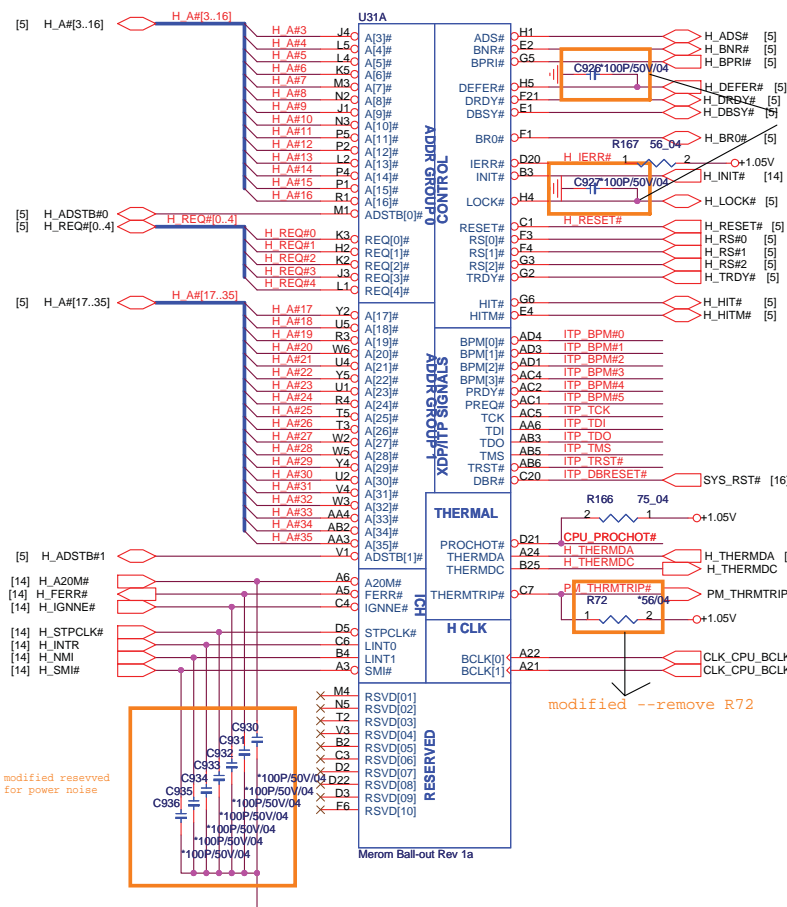 U31A
[5] H_A#[3..16]
H_A#3 J4 A[3]#
H_A#4 L5 A[4]#
H_A#5 L4 A[5]#
H_A#6 K5 A[6]#
H_A#7 M3 A[7]#
H_A#8 N2 A[8]#
H_A#9 J1 A[9]#
H_A#10 N3 A[10]#
H_A#11 P5 A[11]#
H_A#12 P2 A[12]#
H_A#13 L2 A[13]#
H_A#14 P4 A[14]#
H_A#15 P1 A[15]#
H_A#16 R1 A[16]#
[5] H_ADSTB#0 M1 ADSTB[0]#
[5] H_REQ#[0..4]
H_REQ#0 K3 REQ[0]#
H_REQ#1 H2 REQ[1]#
H_REQ#2 K2 REQ[2]#
H_REQ#3 J3 REQ[3]#
H_REQ#4 L1 REQ[4]#
ADDR GROUP 0
[5] H_A#[17..35]
H_A#17 Y2 A[17]#
H_A#18 U5 A[18]#
H_A#19 R3 A[19]#
H_A#20 W6 A[20]#
H_A#21 U4 A[21]#
H_A#22 Y5 A[22]#
H_A#23 U1 A[23]#
H_A#24 R4 A[24]#
H_A#25 T5 A[25]#
H_A#26 T3 A[26]#
H_A#27 W2 A[27]#
H_A#28 W5 A[28]#
H_A#29 Y4 A[29]#
H_A#30 U2 A[30]#
H_A#31 V4 A[31]#
H_A#32 W3 A[32]#
H_A#33 AA4 A[33]#
H_A#34 AB2 A[34]#
H_A#35 AA3 A[35]#
[5] H_ADSTB#1 V1 ADSTB[1]#
ADDR GROUP 1
[14] H_A20M# A6 A20M#
[14] H_FERR# A5 FERR#
[14] H_IGNNE# C4 IGNNE#
[14] H_STPCLK# D5 STPCLK#
[14] H_INTR C6 LINT0
[14] H_NMI B4 LINT1
[14] H_SMI# A3 SMI#
ICH
M4 RSVD[01]
N5 RSVD[02]
T2 RSVD[03]
V3 RSVD[04]
B2 RSVD[05]
C3 RSVD[06]
D2 RSVD[07]
D22 RSVD[08]
D3 RSVD[09]
F6 RSVD[10]
RESERVED
C930
C931
C932
C933
C934
C935
C936
*100P/50V/04
*100P/50V/04
*100P/50V/04
*100P/50V/04
*100P/50V/04
*100P/50V/04
*100P/50V/04
modified resevved
for power noise
Merom Ball-out Rev 1a
CONTROL
ADS# H1 H_ADS# [5]
BNR# E2 H_BNR# [5]
BPRI# G5 H_BPRI# [5]
C926 *100P/50V/04
DEFER# H5 H_DEFER# [5]
DRDY# F21 H_DRDY# [5]
DBSY# E1 H_DBSY# [5]
BR0# F1 H_BR0# [5]
R167 56_04
IERR# D20 H_IERR# 1 2 +1.05V
INIT# B3 H_INIT# [14]
C927 *100P/50V/04
LOCK# H4 H_LOCK# [5]
RESET# C1 H_RESET# H_RESET# [5]
RS[0]# F3 H_RS#0 [5]
RS[1]# F4 H_RS#1 [5]
RS[2]# G3 H_RS#2 [5]
TRDY# G2 H_TRDY# [5]
HIT# G6 H_HIT# [5]
HITM# E4 H_HITM# [5]
XDP/ITP SIGNALS
BPM[0]# AD4 ITP_BPM#0
BPM[1]# AD3 ITP_BPM#1
BPM[2]# AD1 ITP_BPM#2
BPM[3]# AC4 ITP_BPM#3
PRDY# AC2 ITP_BPM#4
PREQ# AC1 ITP_BPM#5
TCK AC5 ITP_TCK
TDI AA6 ITP_TDI
TDO AB3 ITP_TDO
TMS AB5 ITP_TMS
TRST# AB6 ITP_TRST#
DBR# C20 ITP_DBRESET# SYS_RST# [16]
THERMAL
R166 75_04
2 1 +1.05V
PROCHOT# D21 CPU_PROCHOT#
THERMDA A24 H_THERMDA H_THERMDA [
THERMDC B25 H_THERMDC H_THERMDC
THERMTRIP# C7 PM_THRMTRIP# PM_THRMTRIP
R72 *56/04
1 2 +1.05V
H CLK
BCLK[0] A22 CLK_CPU_BCLK
BCLK[1] A21 CLK_CPU_BCLK
modified --remove R72